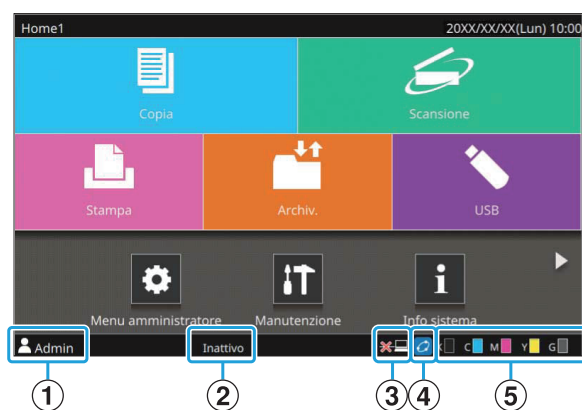 Home1 20XX/XX/XX(Lun) 10:00
Copia Scansione
Stampa Archiv. USB
Menu amministratore Manutenzione Info sistema
Admin Inattivo K C M Y G
1 2 3 4 5